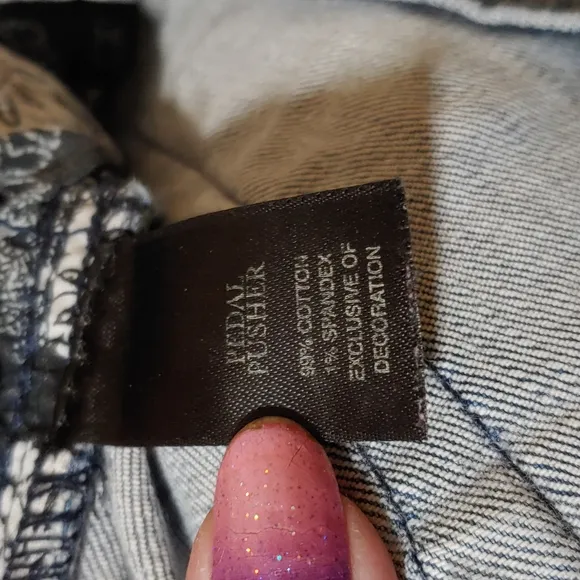 PEDAL
PUSHER
99% COTTON
1% SPANDEX
EXCLUSIVE OF
DECORATION